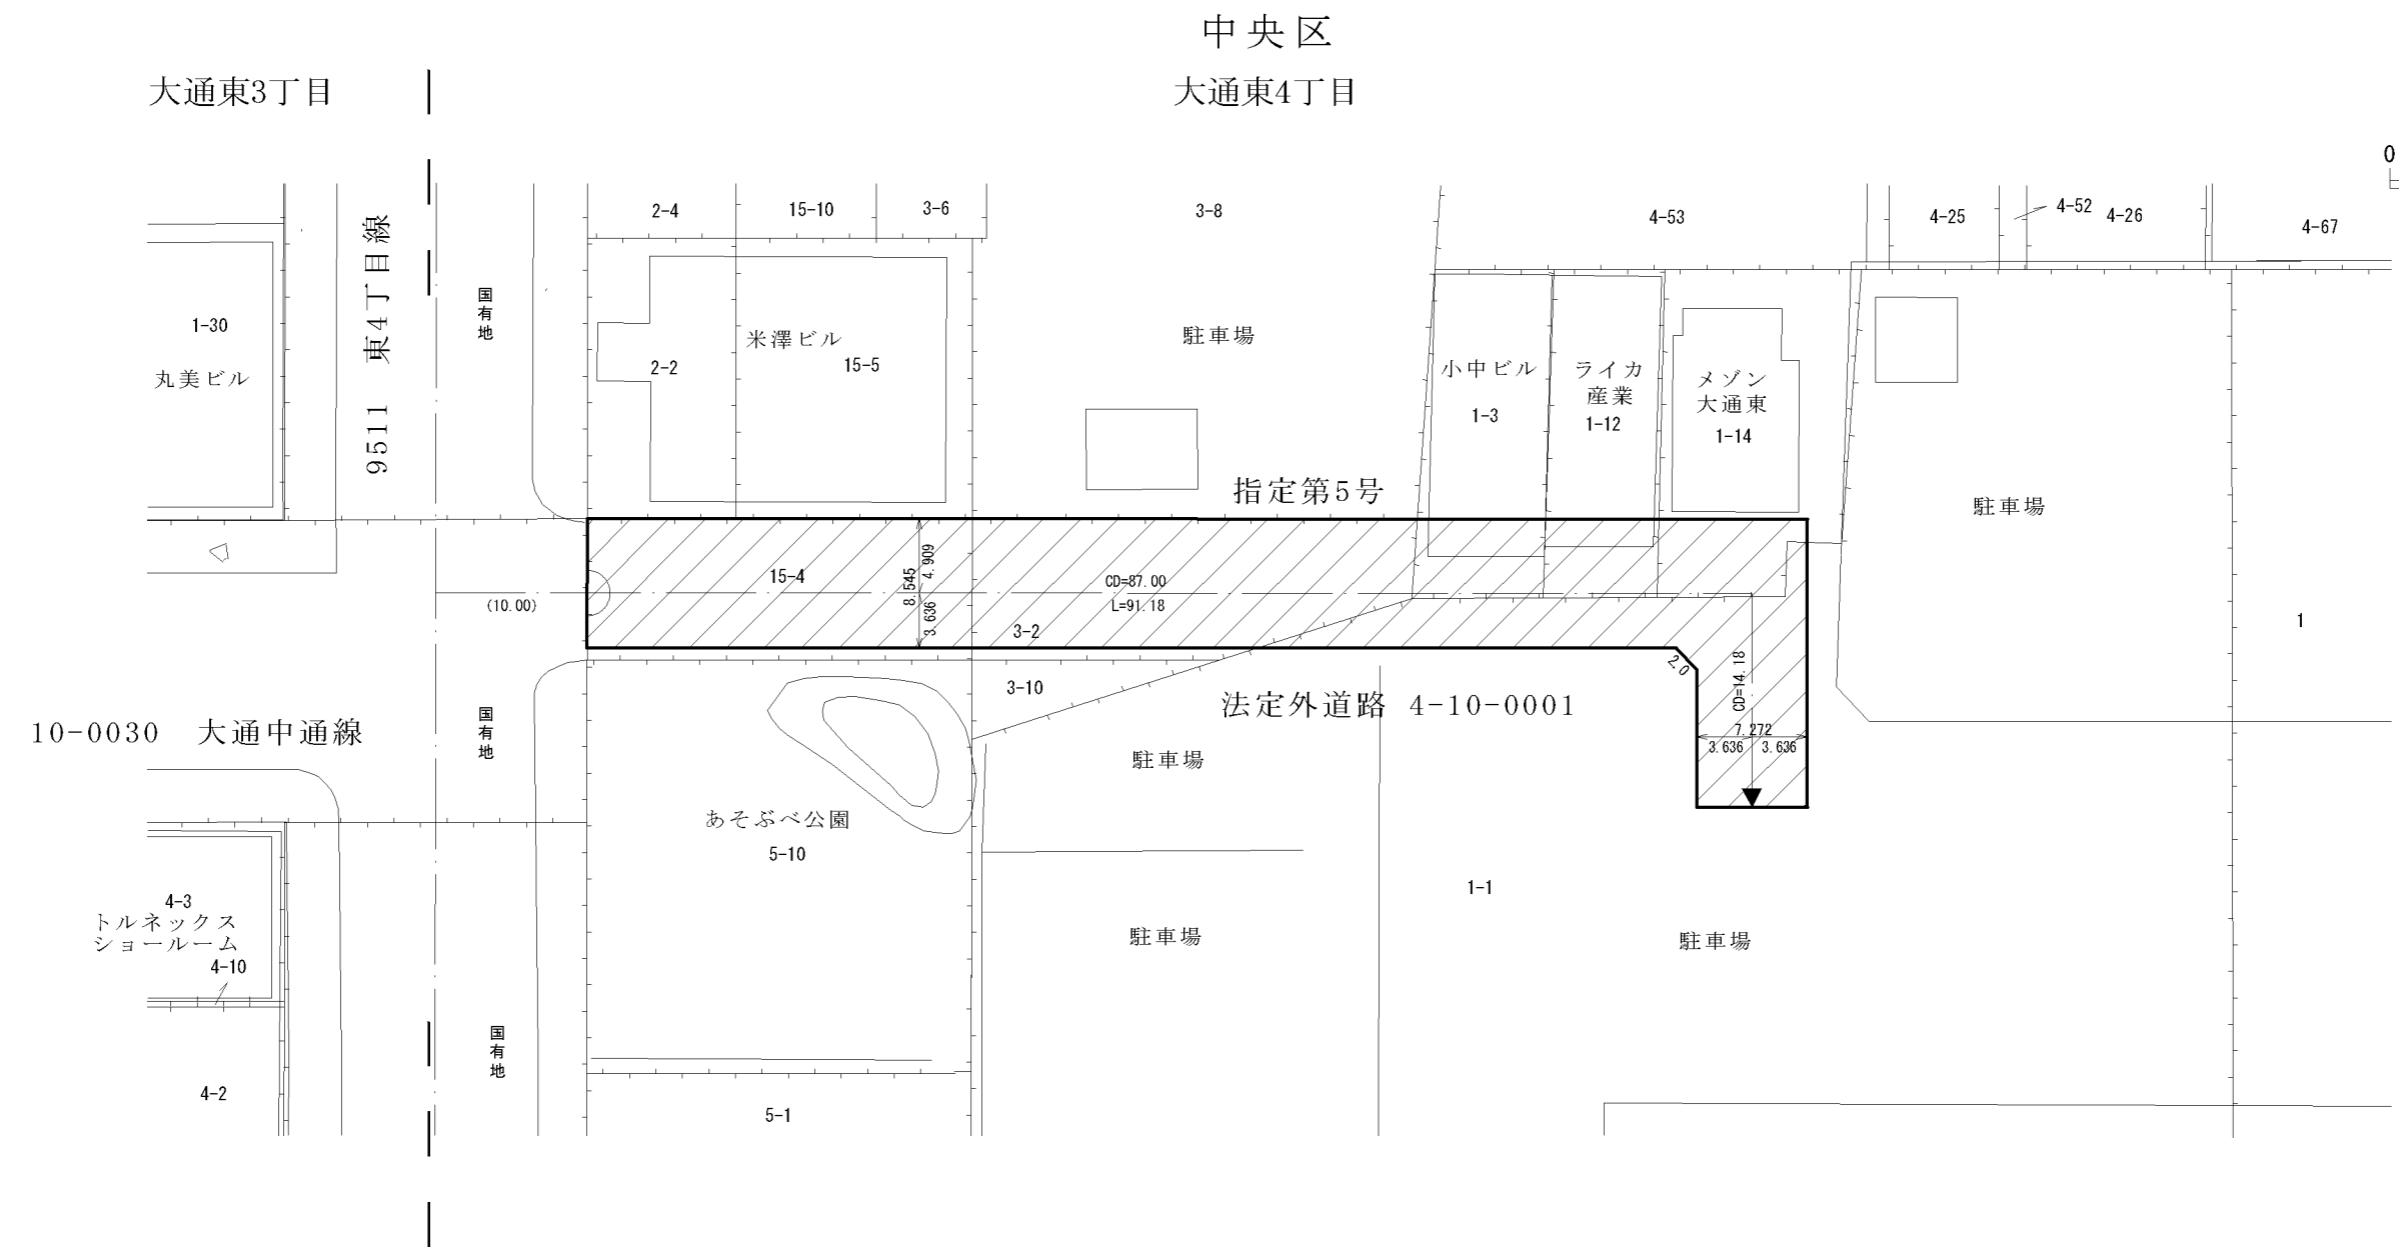 中央区
大通東3丁目
大通東4丁目
0
2-4
15-10
3-6
3-8
4-53
4-25
4-52
4-26
4-67
9511 東4丁目線
国有地
1-30
丸美ビル
米澤ビル
2-2
15-5
駐車場
小中ビル
1-3
ライカ
産業
1-12
メゾン
大通東
1-14
駐車場
指定第5号
15-4
8.545
4.909
3.636
CD=87.00
L=91.18
(10.00)
3-2
1
2.0
CD=14.18
7.272
3.636
3.636
3-10
法定外道路 4-10-0001
10-0030 大通中通線
国有地
駐車場
あそぶべ公園
5-10
1-1
4-3
トルネックス
ショールーム
4-10
駐車場
駐車場
国有地
4-2
5-1